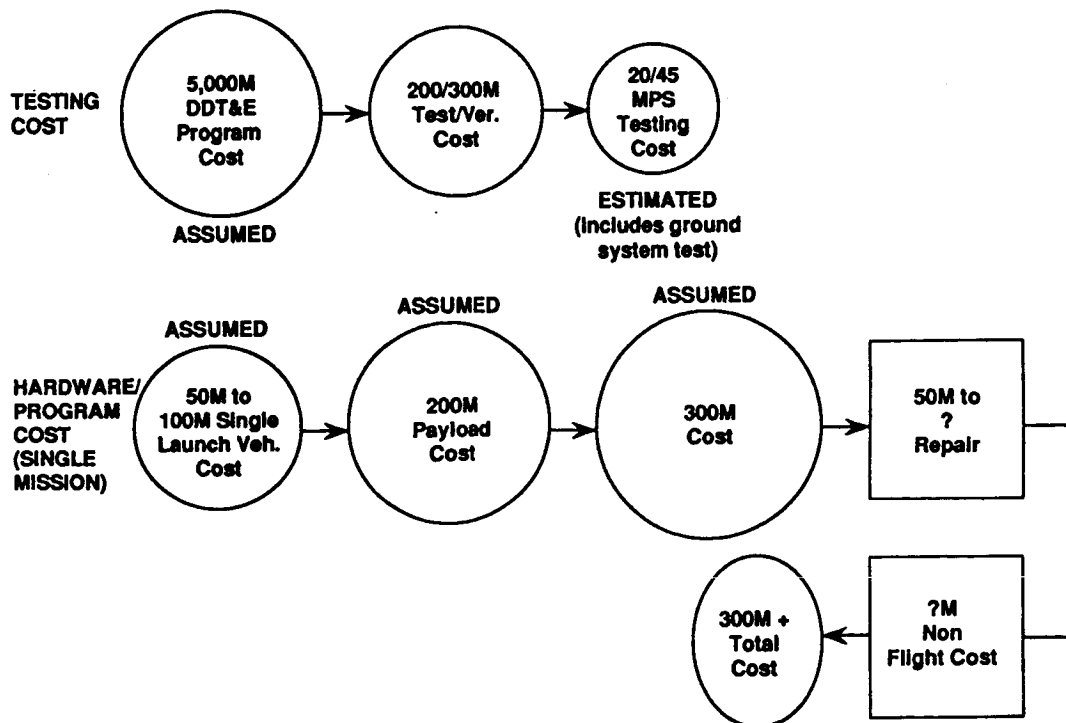 TESTING
COST
5,000M
DDT&E
Program
Cost
ASSUMED
200/300M
Test/Ver.
Cost
20/45
MPS
Testing
Cost
ESTIMATED
(includes ground
system test)
HARDWARE/
PROGRAM
COST
(SINGLE
MISSION)
ASSUMED
50M to
100M Single
Launch Veh.
Cost
ASSUMED
200M
Payload
Cost
ASSUMED
300M
Cost
50M to
?
Repair
?M
Non
Flight Cost
300M +
Total
Cost